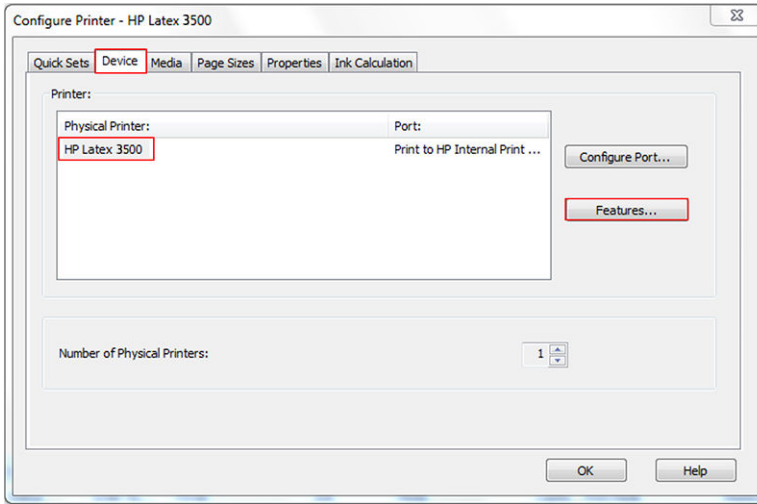 Configure Printer - HP Latex 3500
Quick Sets Device Media Page Sizes Properties Ink Calculation
Printer:
Physical Printer: Port:
HP Latex 3500 Print to HP Internal Print ...
Configure Port...
Features...
Number of Physical Printers: 1
OK Help